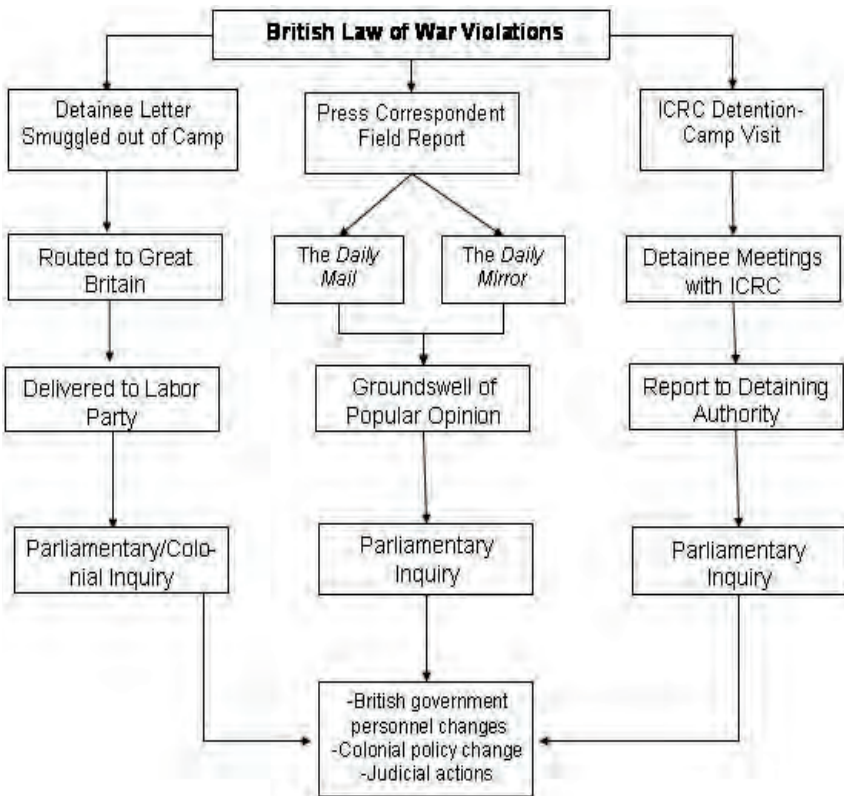 British Law of War Violations
Detainee Letter
Smuggled out of Camp
Press Correspondent
Field Report
ICRC Detention-
Camp Visit
Routed to Great
Britain
The Daily
Mail
The Daily
Mirror
Detainee Meetings
with ICRC
Delivered to Labor
Party
Groundswell of
Popular Opinion
Report to Detaining
Authority
Parliamentary/Colo-
nial Inquiry
Parliamentary
Inquiry
Parliamentary
Inquiry
-British government
personnel changes
-Colonial policy change
-Judicial actions